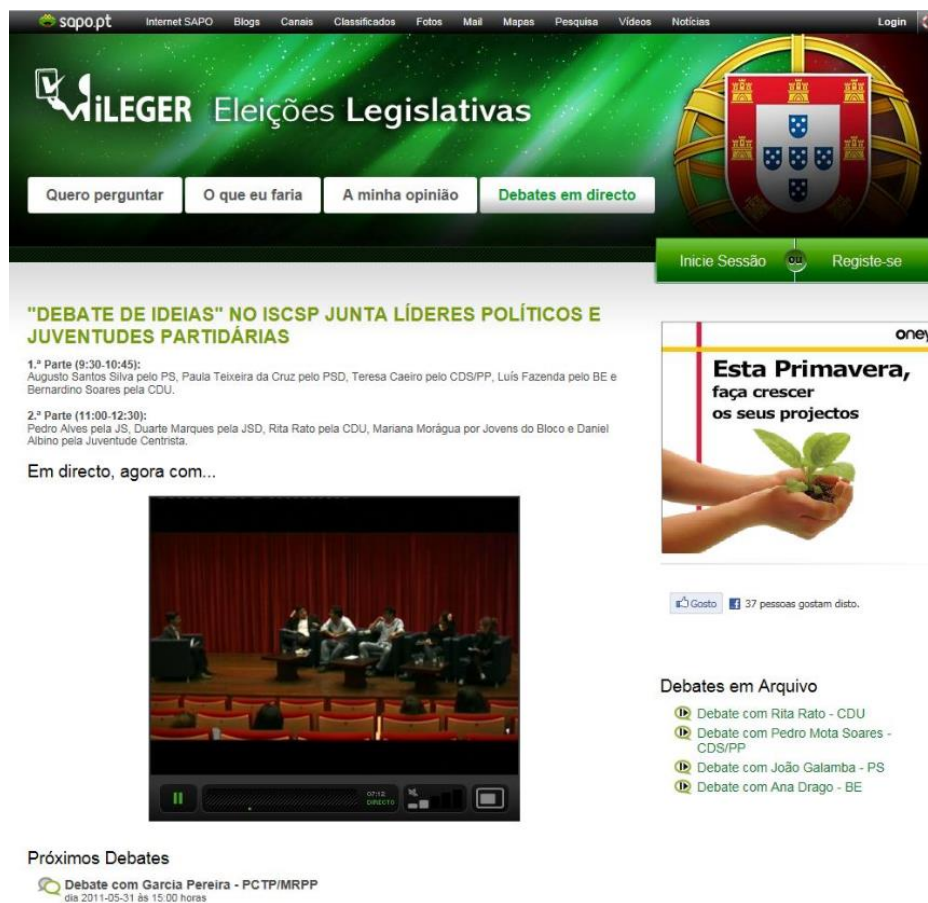 sapo.pt Internet SAPO Blogs Canais Classificados Fotos Mail Mapas Pesquisa Vídeos Notícias Login
ViLEGER Eleições Legislativas
Quero perguntar O que eu faria A minha opinião Debates em directo
Inicie Sessão ou Registe-se
"DEBATE DE IDEIAS" NO ISCSP JUNTA LÍDERES POLÍTICOS E
JUVENTUDES PARTIDÁRIAS
1.ª Parte (9:30-10:45):
Augusto Santos Silva pelo PS, Paula Teixeira da Cruz pelo PSD, Teresa Caeiro pelo CDS/PP, Luís Fazenda pelo BE e
Bernardino Soares pela CDU.
2.ª Parte (11:00-12:30):
Pedro Alves pela JS, Duarte Marques pela JSD, Rita Rato pela CDU, Mariana Morágua por Jovens do Bloco e Daniel
Albino pela Juventude Centrista.
Em directo, agora com...
07:12
DIRECTO
Próximos Debates
Debate com Garcia Pereira - PCTP/MRPP
dia 2011-05-31 às 15:00 horas
oney
Esta Primavera,
faça crescer
os seus projectos
Gosto 37 pessoas gostam disto.
Debates em Arquivo
Debate com Rita Rato - CDU
Debate com Pedro Mota Soares -
CDS/PP
Debate com João Galamba - PS
Debate com Ana Drago - BE